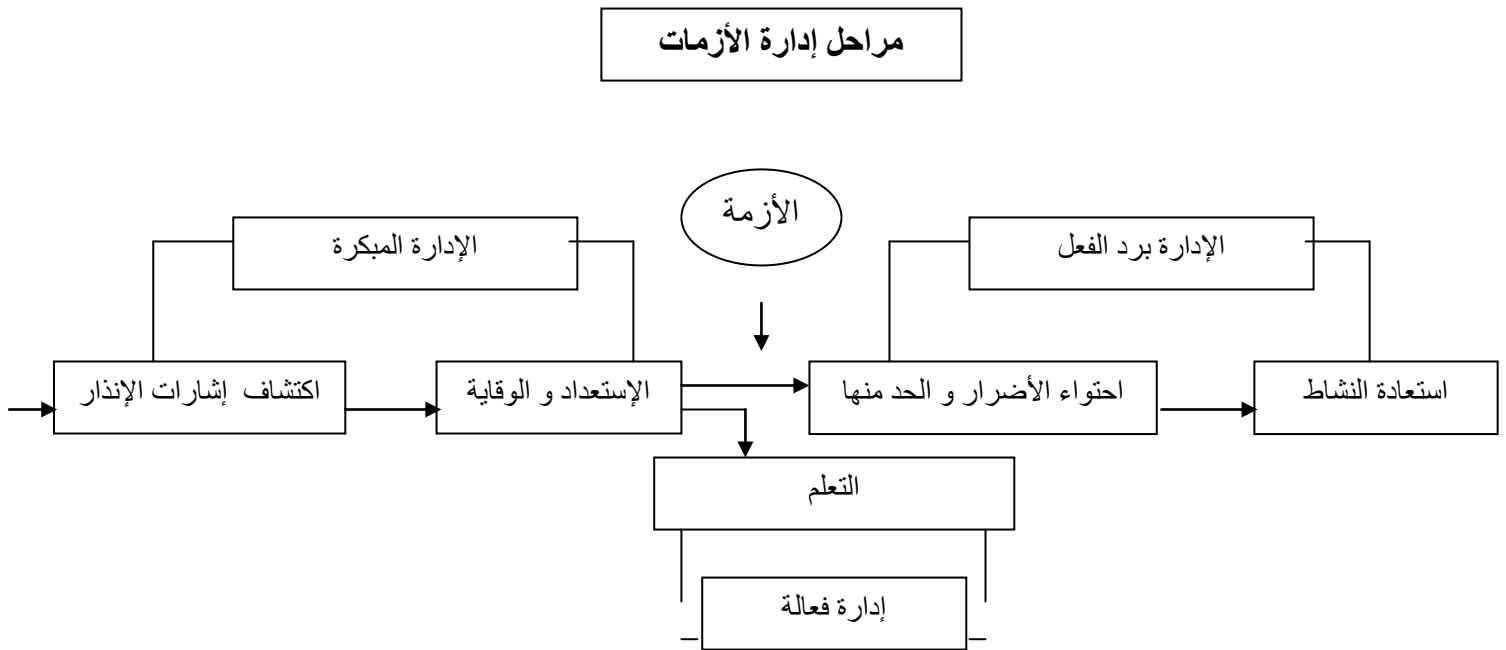 مراحل إدارة الأزمات
الأزمة
الإدارة المبكرة
الإدارة برد الفعل
اكتشاف إشارات الإنذار
الإستعداد و الوقاية
احتواء الأضرار و الحد منها
استعادة النشاط
التعلم
إدارة فعالة